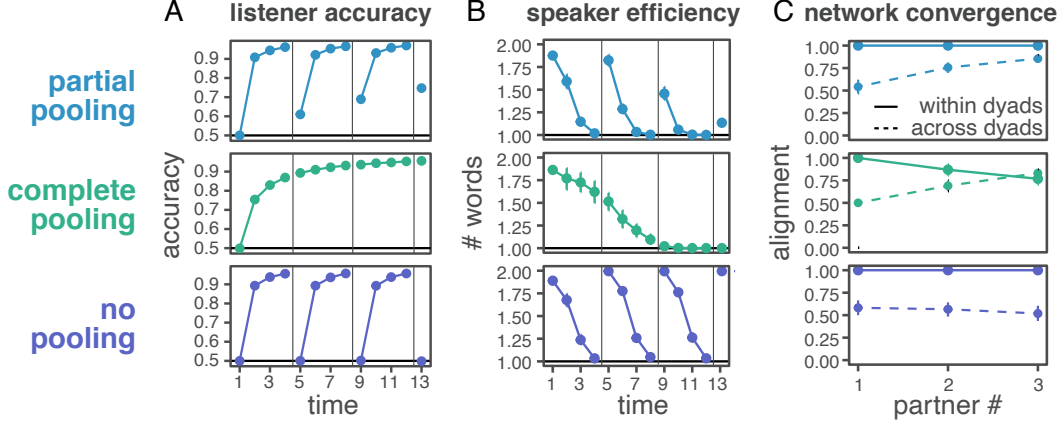 A listener accuracy
B speaker efficiency
C network convergence
partial
pooling
complete
pooling
no
pooling
accuracy
0.9
0.8
0.7
0.6
0.5
0.9
0.8
0.7
0.6
0.5
0.9
0.8
0.7
0.6
0.5
1 3 5 7 9 11 13
time
# words
2.00
1.75
1.50
1.25
1.00
2.00
1.75
1.50
1.25
1.00
2.00
1.75
1.50
1.25
1.00
1 3 5 7 9 11 13
time
alignment
1.00
0.75
0.50
0.25
0.00
within dyads
across dyads
1.00
0.75
0.50
0.25
0.00
1.00
0.75
0.50
0.25
0.00
1 2 3
partner #